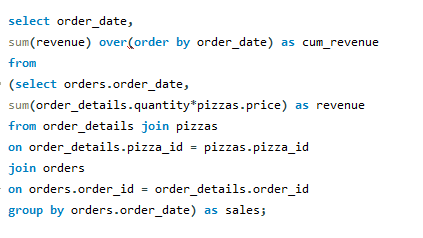 select order_date,
sum(revenue) over(order by order_date) as cum_revenue
from
(select orders.order_date,
sum(order_details.quantity*pizzas.price) as revenue
from order_details join pizzas
on order_details.pizza_id = pizzas.pizza_id
join orders
on orders.order_id = order_details.order_id
group by orders.order_date) as sales;